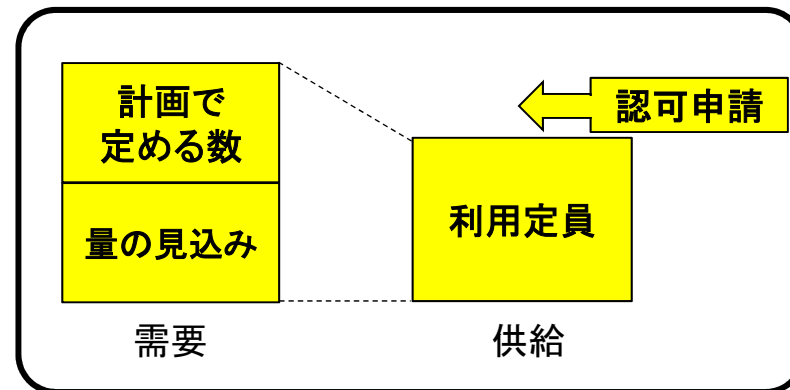 計画で
定める数
量の見込み
需要
認可申請
利用定員
供給